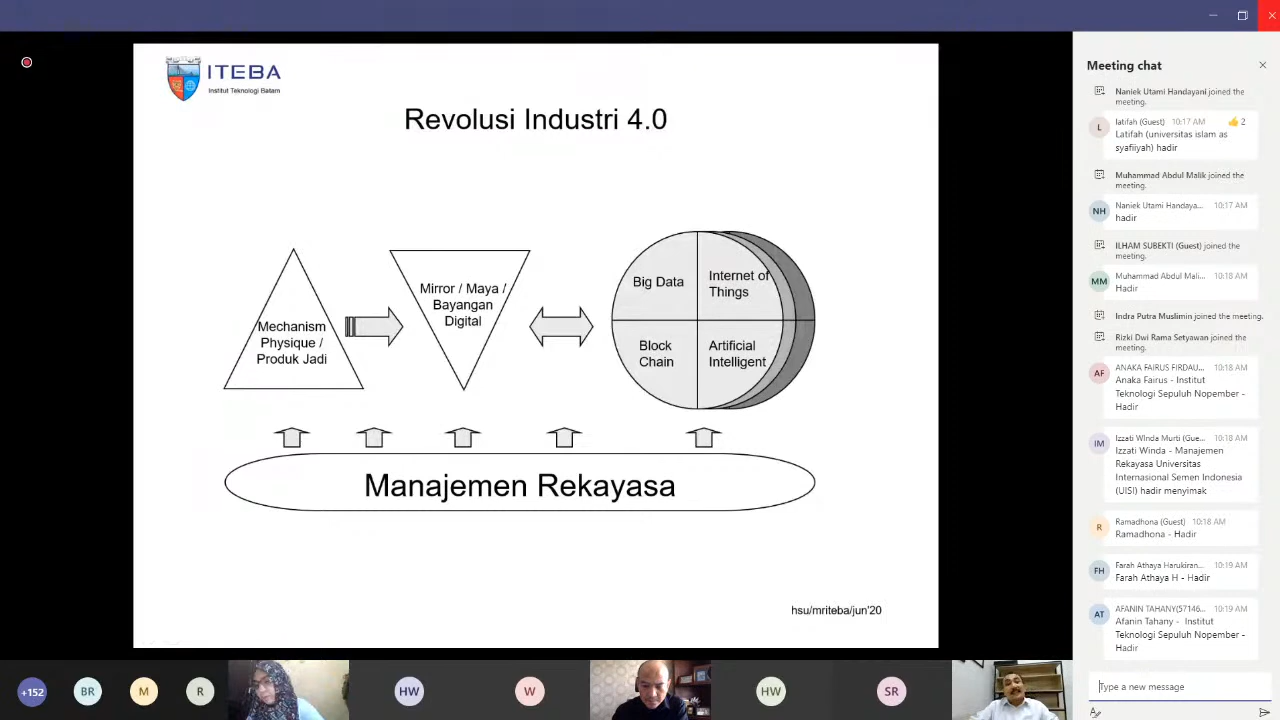 ITEBA
Institut Teknologi Batam
Revolusi Industri 4.0
Mechanism
Physique /
Produk Jadi
Mirror / Maya /
Bayangan
Digital
Big Data
Internet of
Things
Block
Chain
Artificial
Intelligent
Manajemen Rekayasa
hsu/mriteba/jun'20
Meeting chat
Naniek Utami Handayani joined the
meeting.
L
latifah (Guest) 10:17 AM 2
Latifah (universitas islam as
syafiiyah) hadir
Muhammad Abdul Malik joined the
meeting.
NH
Naniek Utami Handaya... 10:17 AM
hadir
ILHAM SUBEKTI (Guest) joined the
meeting.
MM
Muhammad Abdul Mali... 10:18 AM
Hadir
Indra Putra Muslimin joined the meeting.
Rizki Dwi Rama Setyawan joined the
meeting.
AF
ANAKA FAIRUS FIRDAU... 10:18 AM
Anaka Fairus - Institut
Teknologi Sepuluh Nopember -
Hadir
IM
Izzati WInda Murti (Gue... 10:18 AM
Izzati Winda - Manajemen
Rekayasa Universitas
Internasional Semen Indonesia
(UISI) hadir menyimak
R
Ramadhona (Guest) 10:18 AM
Ramadhona - Hadir
FH
Farah Athaya Harukiran... 10:19 AM
Farah Athaya H - Hadir
AT
AFANIN TAHANY(57146... 10:19 AM
Afanin Tahany - Institut
Teknologi Sepuluh Nopember -
Hadir
Type a new message
+152
BR
M
R
HW
W
HW
SR